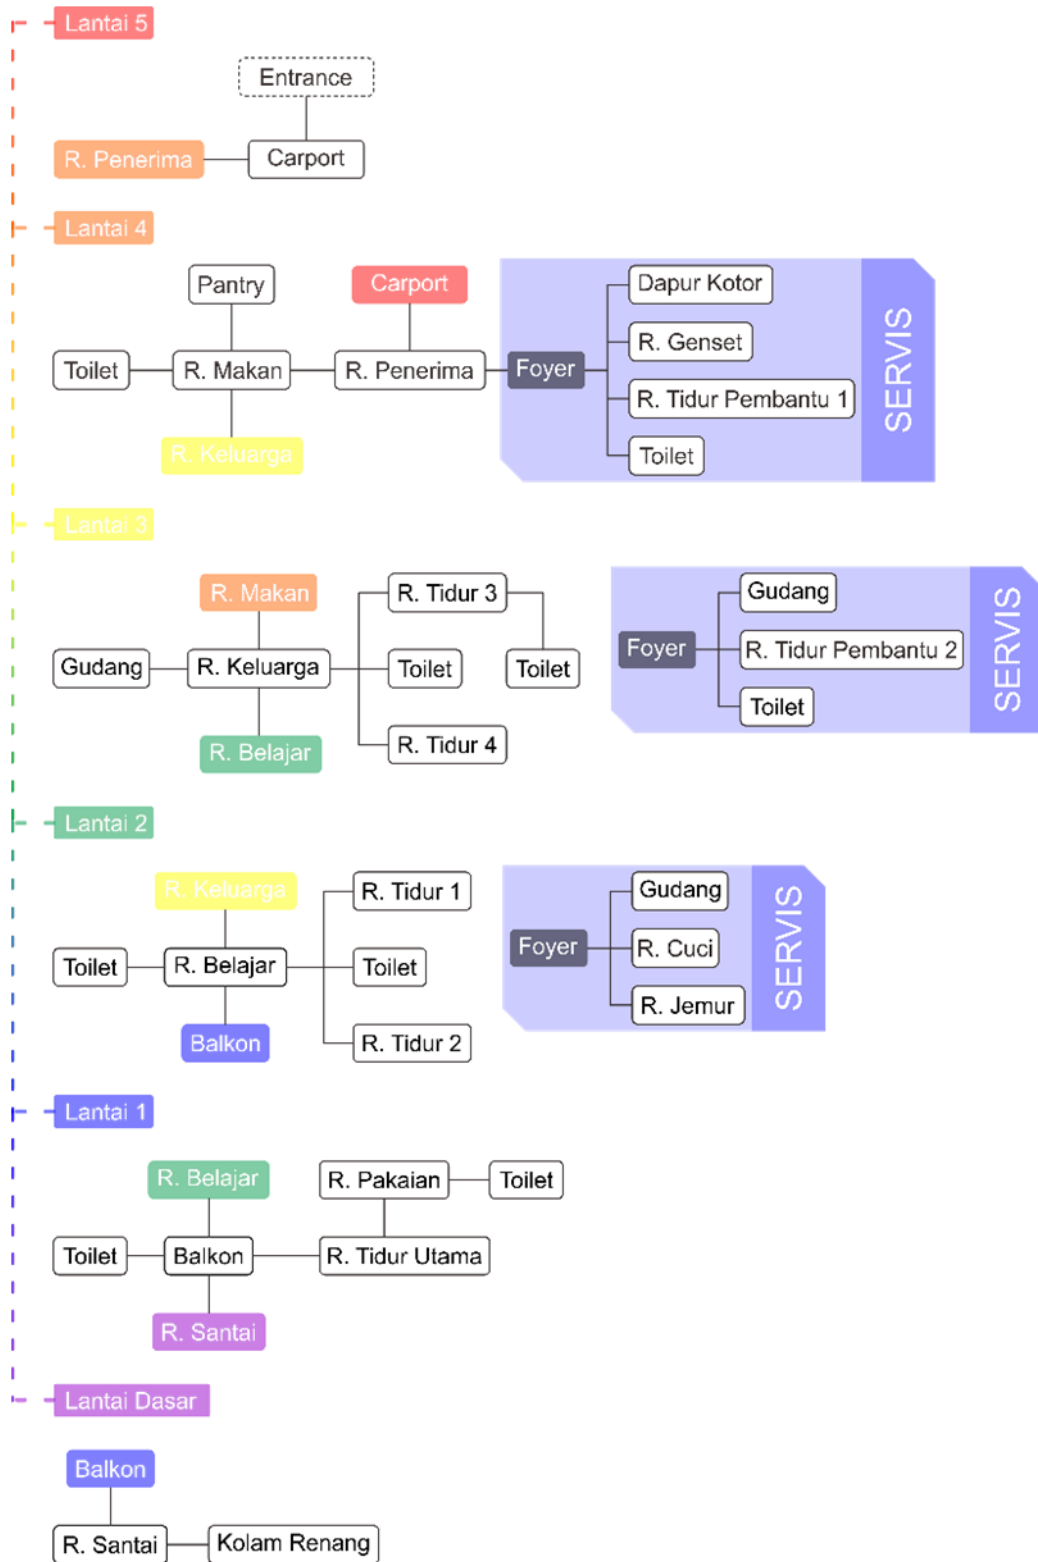 Lantai 5
Entrance
R. Penerima
Carport
Lantai 4
Pantry
Carport
Toilet
R. Makan
R. Penerima
R. Keluarga
Foyer
Dapur Kotor
R. Genset
R. Tidur Pembantu 1
Toilet
SERVIS
Lantai 3
R. Makan
Gudang
R. Keluarga
R. Belajar
R. Tidur 3
Toilet
Toilet
R. Tidur 4
Foyer
Gudang
R. Tidur Pembantu 2
Toilet
SERVIS
Lantai 2
R. Keluarga
Toilet
R. Belajar
Balkon
R. Tidur 1
Toilet
R. Tidur 2
Foyer
Gudang
R. Cuci
R. Jemur
SERVIS
Lantai 1
R. Belajar
R. Pakaian
Toilet
Toilet
Balkon
R. Tidur Utama
R. Santai
Lantai Dasar
Balkon
R. Santai
Kolam Renang